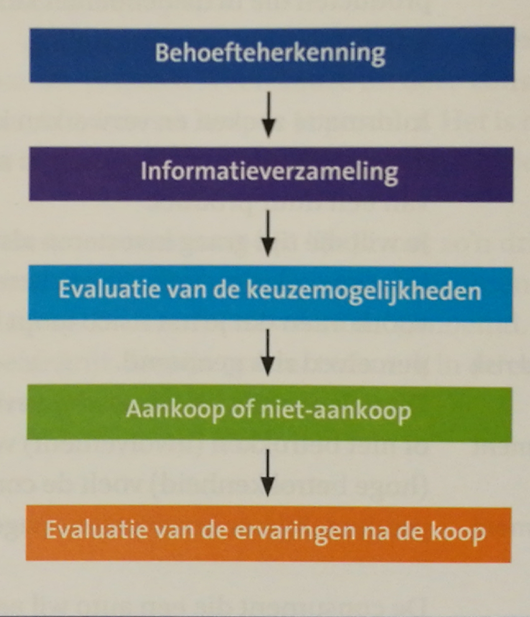 Behoefteherkenning
Informatieverzameling
Evaluatie van de keuzemogelijkheden
Aankoop of niet-aankoop
Evaluatie van de ervaringen na de koop